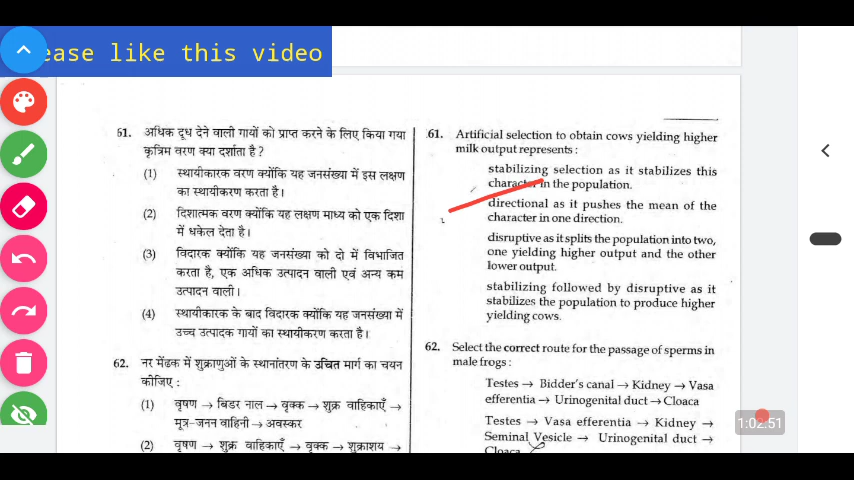 ease like this video
61. अधिक दूध देने वाली गायों को प्राप्त करने के लिए किया गया
कृत्रिम वरण क्या दर्शाता है ?
(1) स्थायीकारक वरण क्योंकि यह जनसंख्या में इस लक्षण
का स्थायीकरण करता है।
(2) दिशात्मक वरण क्योंकि यह लक्षण माध्य को एक दिशा
में धकेल देता है।
(3) विदारक क्योंकि यह जनसंख्या को दो में विभाजित
करता है, एक अधिक उत्पादन वाली एवं अन्य कम
उत्पादन वाली।
(4) स्थायीकारक के बाद विदारक क्योंकि यह जनसंख्या में
उच्च उत्पादक गायों का स्थायीकरण करता है।
62. नर मेंढक में शुक्राणुओं के स्थानांतरण के उचित मार्ग का चयन
कीजिए :
(1) वृषण → बिडर नाल → वृक्क → शुक्र वाहिकाएँ →
मूत्र-जनन वाहिनी → अवस्कर
(2) वृषण → शुक्र वाहिकाएँ → वृक्क → शुक्राशय →
61. Artificial selection to obtain cows yielding higher
milk output represents :
stabilizing selection as it stabilizes this
character in the population.
directional as it pushes the mean of the
character in one direction.
disruptive as it splits the population into two,
one yielding higher output and the other
lower output.
stabilizing followed by disruptive as it
stabilizes the population to produce higher
yielding cows.
62. Select the correct route for the passage of sperms in
male frogs :
Testes → Bidder's canal → Kidney → Vasa
efferentia → Urinogenital duct → Cloaca
Testes → Vasa efferentia → Kidney →
Seminal Vesicle → Urinogenital duct →
Cloaca
1:02:51